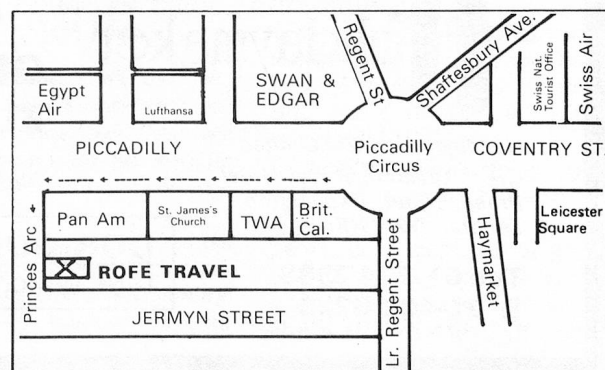 Regent St
Shaftesbury Ave.
Egypt
Air
Lufthansa
SWAN &
EDGAR
Swiss Nat.
Tourist Office
Swiss Air
PICCADILLY
Piccadilly
Circus
COVENTRY ST.
Princes Arc
Pan Am
St. James's
Church
TWA
Brit.
Cal.
Lr. Regent Street
Haymarket
Leicester
Square
ROFE TRAVEL
JERMYN STREET